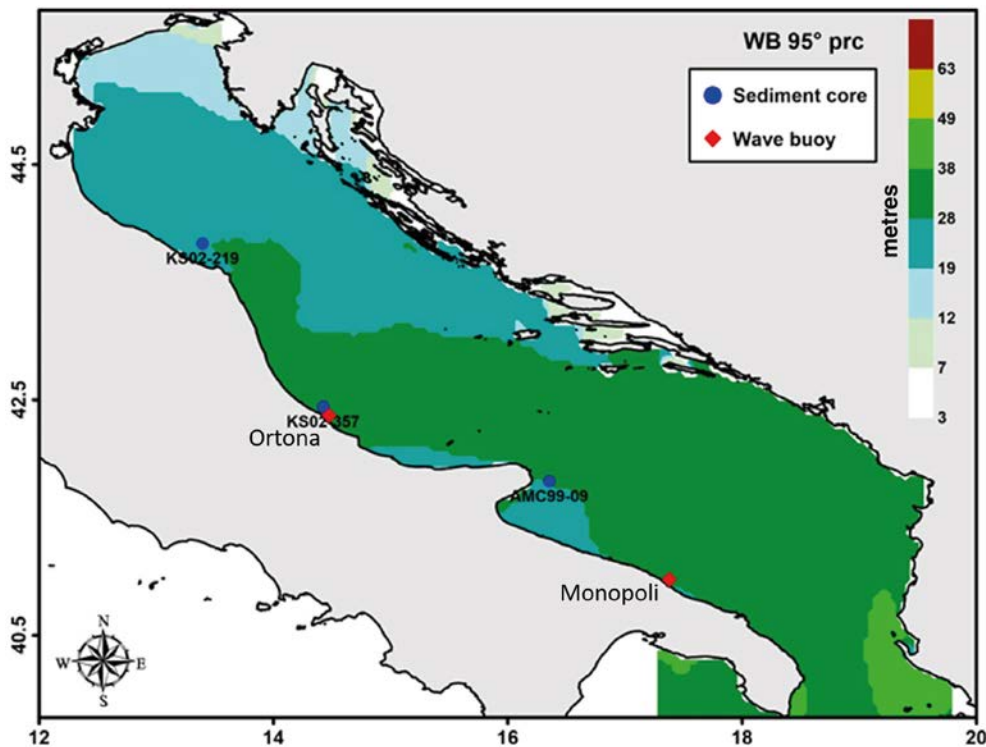 WB 95° prc
Sediment core
Wave buoy
63
49
38
28
19
12
7
3
metres
44.5
42.5
40.5
KS02-219
KS02-357
Ortona
AMC99-09
Monopoli
N
W E
S
12 14 16 18 20